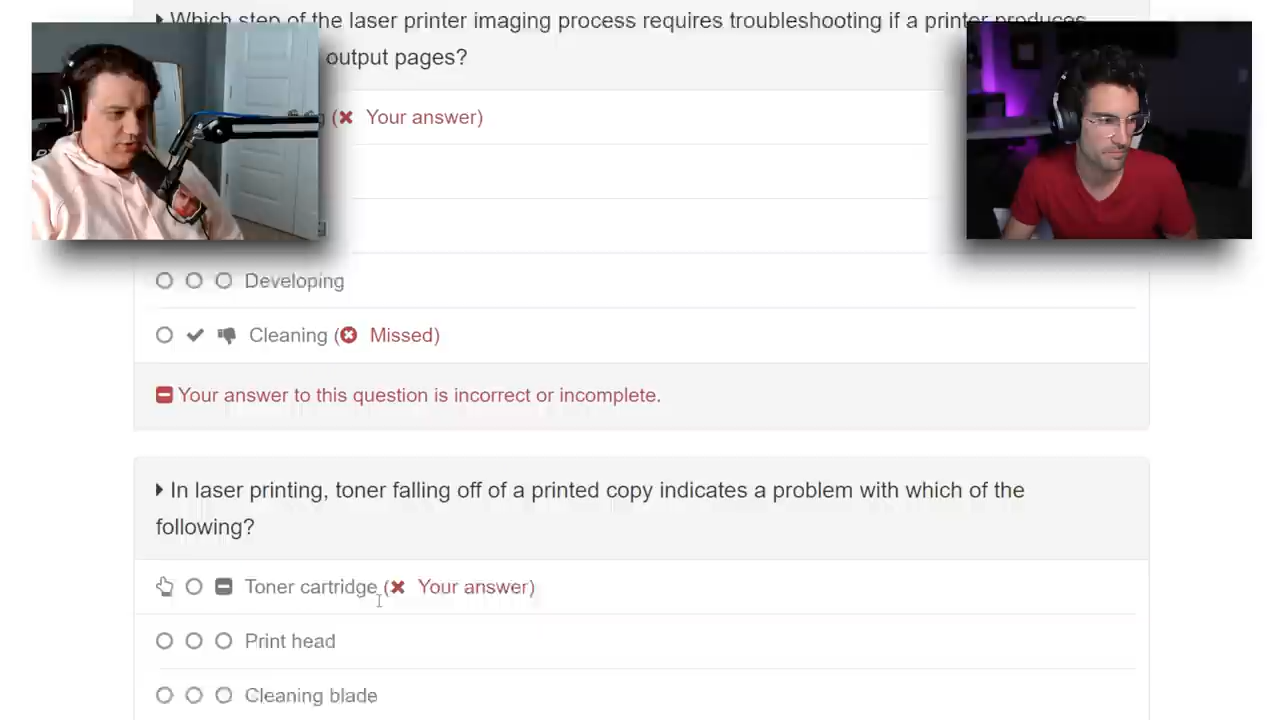 Which step of the laser printer imaging process requires troubleshooting if a printer produces
output pages?
(✖ Your answer)
Developing
Cleaning (Missed)
Your answer to this question is incorrect or incomplete.
In laser printing, toner falling off of a printed copy indicates a problem with which of the
following?
Toner cartridge (✖ Your answer)
Print head
Cleaning blade